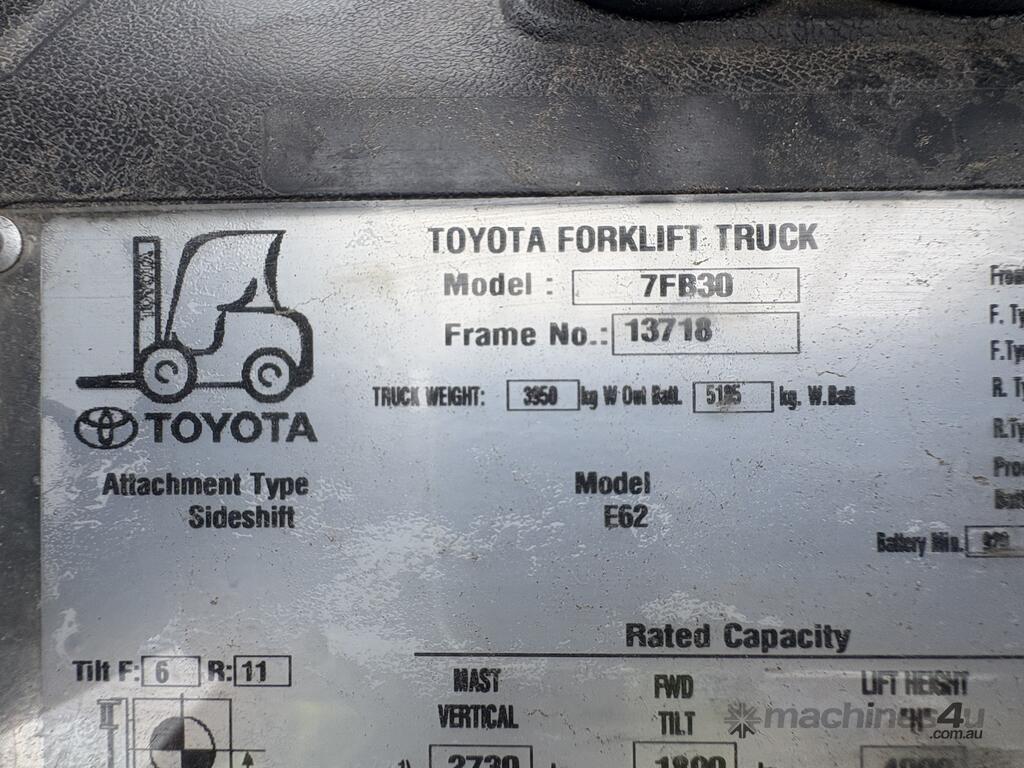 TOYOTA FORKLIFT TRUCK
Model : 7FB30
Frame No.: 13718
TRUCK WEIGHT: 3950 kg W Out Batt. 5195 kg. W. Batt
TOYOTA
Attachment Type Model
Sideshift E62
Battery Min.
Rated Capacity
Tilt F: 6 R: 11
MAST FWD LIFT HEIGHT
VERTICAL TILT
2730 1800
machines4u
.com.au